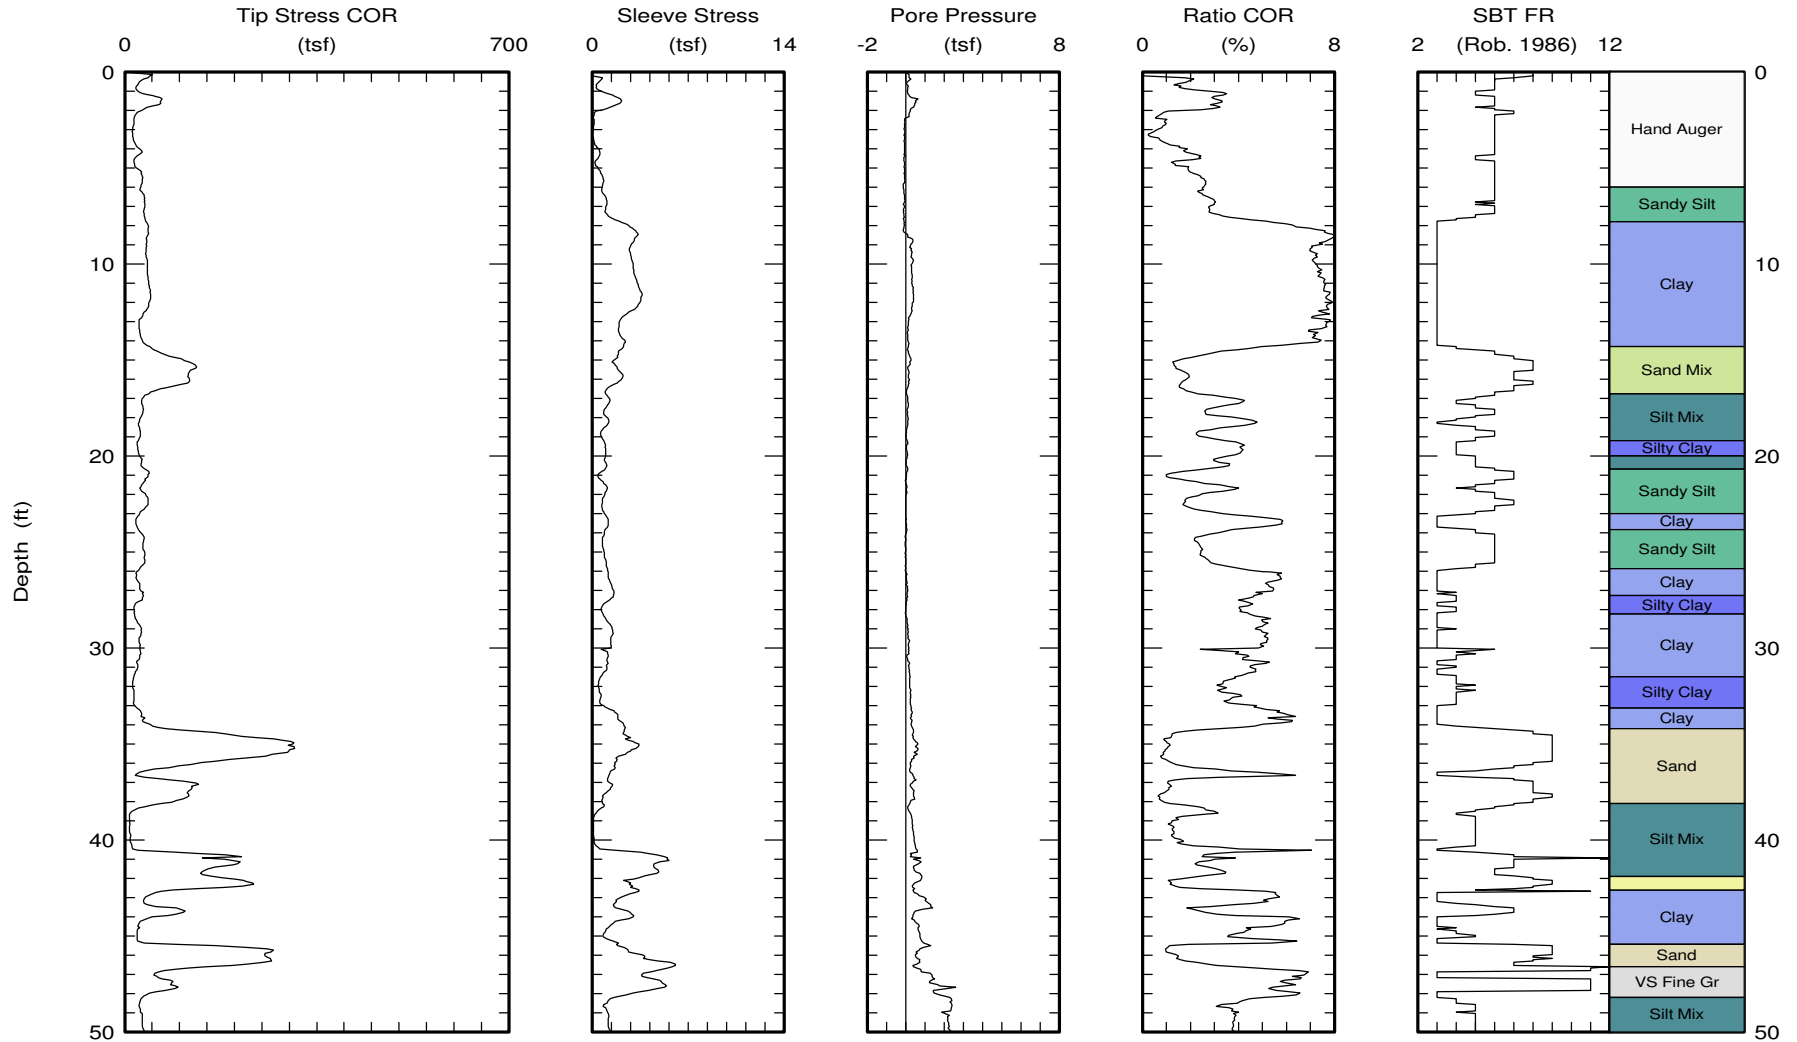 Tip Stress COR Sleeve Stress Pore Pressure Ratio COR SBT FR
0 (tsf) 700 0 (tsf) 14 -2 (tsf) 8 0 (%) 8 2 (Rob. 1986) 12
0 0
Hand Auger
Sandy Silt
10 10
Clay
Sand Mix
Silt Mix
Silty Clay
20 20
Sandy Silt
Clay
Depth (ft)
Sandy Silt
Clay
Silty Clay
Clay
30 30
Silty Clay
Clay
Sand
40 Silt Mix 40
Clay
Sand
VS Fine Gr
Silt Mix
50 50